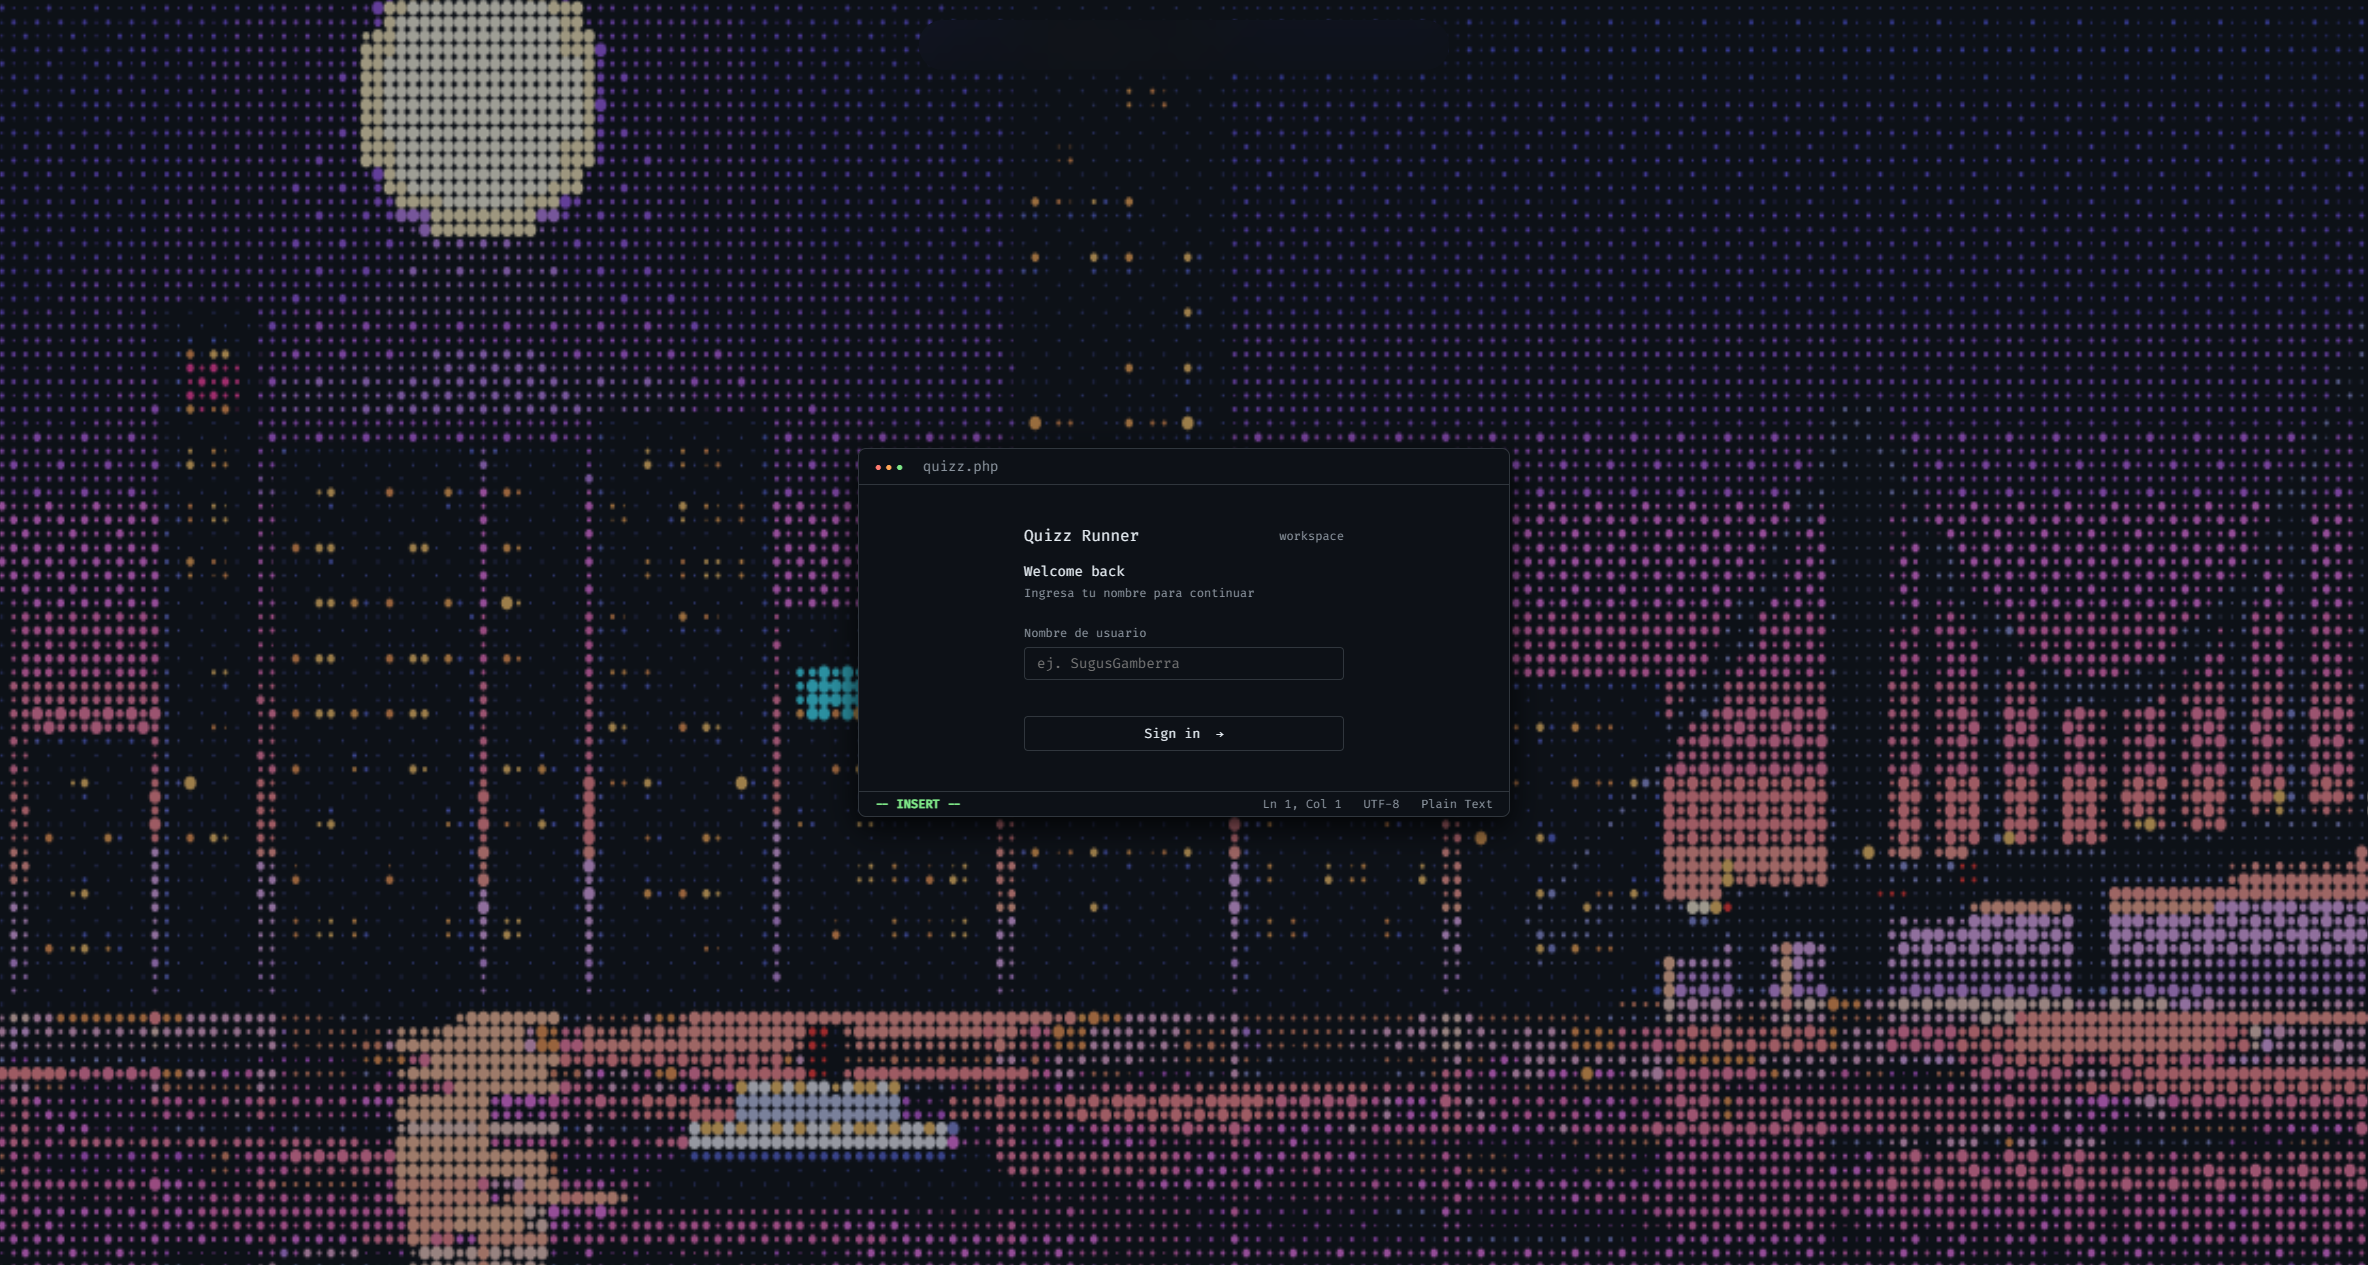 quizz.php
Quizz Runner workspace
Welcome back
Ingresa tu nombre para continuar
Nombre de usuario
ej. SugusGamberra
Sign in →
-- INSERT -- Ln 1, Col 1 UTF-8 Plain Text